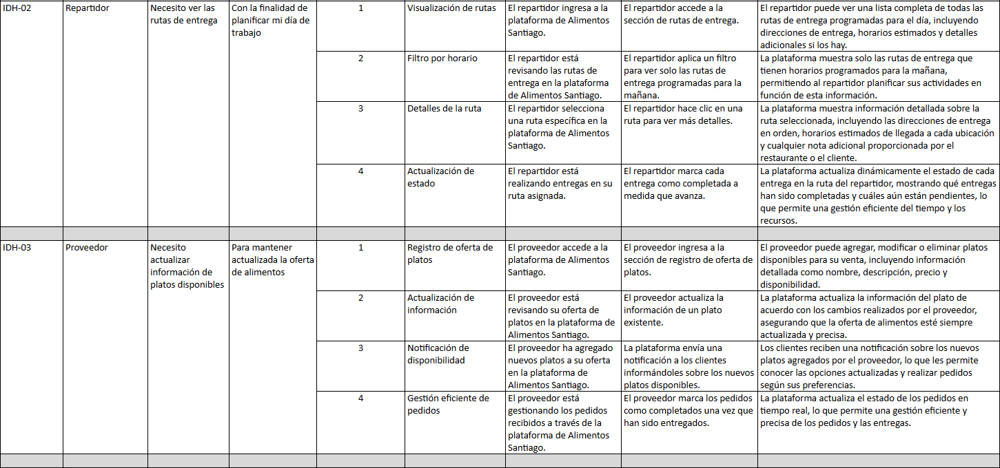 IDH-02
Repartidor
Necesito ver las
rutas de entrega
Con la finalidad de
planificar mi día de
trabajo
1
Visualización de rutas
El repartidor ingresa a la
plataforma de Alimentos
Santiago.
El repartidor accede a la
sección de rutas de entrega.
El repartidor puede ver una lista completa de todas las
rutas de entrega programadas para el día, incluyendo
direcciones de entrega, horarios estimados y detalles
adicionales si los hay.
2
Filtro por horario
El repartidor está
revisando las rutas de
entrega en la plataforma
de Alimentos Santiago.
El repartidor aplica un filtro
para ver solo las rutas de
entrega programadas para la
mañana.
La plataforma muestra solo las rutas de entrega que
tienen horarios programados para la mañana,
permitiendo al repartidor planificar sus actividades en
función de esta información.
3
Detalles de la ruta
El repartidor selecciona
una ruta específica en la
plataforma de Alimentos
Santiago.
El repartidor hace clic en una
ruta para ver más detalles.
La plataforma muestra información detallada sobre la
ruta seleccionada, incluyendo las direcciones de entrega
en orden, horarios estimados de llegada a cada ubicación
y cualquier nota adicional proporcionada por el
restaurante o el cliente.
4
Actualización de
estado
El repartidor está
realizando entregas en su
ruta asignada.
El repartidor marca cada
entrega como completada a
medida que avanza.
La plataforma actualiza dinámicamente el estado de cada
entrega en la ruta del repartidor, mostrando qué entregas
han sido completadas y cuáles aún están pendientes, lo
que permite una gestión eficiente del tiempo y los
recursos.
IDH-03
Proveedor
Necesito
actualizar
información de
platos disponibles
Para mantener
actualizada la oferta
de alimentos
1
Registro de oferta de
platos
El proveedor accede a la
plataforma de Alimentos
Santiago.
El proveedor ingresa a la
sección de registro de oferta de
platos.
El proveedor puede agregar, modificar o eliminar platos
disponibles para su venta, incluyendo información
detallada como nombre, descripción, precio y
disponibilidad.
2
Actualización de
información
El proveedor está
revisando su oferta de
platos en la plataforma de
Alimentos Santiago.
El proveedor actualiza la
información de un plato
existente.
La plataforma actualiza la información del plato de
acuerdo con los cambios realizados por el proveedor,
asegurando que la oferta de alimentos esté siempre
actualizada y precisa.
3
Notificación de
disponibilidad
El proveedor ha agregado
nuevos platos a su oferta
en la plataforma de
Alimentos Santiago.
La plataforma envía una
notificación a los clientes
informándoles sobre los nuevos
platos disponibles.
Los clientes reciben una notificación sobre los nuevos
platos agregados por el proveedor, lo que les permite
conocer las opciones actualizadas y realizar pedidos
según sus preferencias.
4
Gestión eficiente de
pedidos
El proveedor está
gestionando los pedidos
recibidos a través de la
plataforma de Alimentos
Santiago.
El proveedor marca los pedidos
como completados una vez que
han sido entregados.
La plataforma actualiza el estado de los pedidos en
tiempo real, lo que permite una gestión eficiente y
precisa de los pedidos y las entregas.